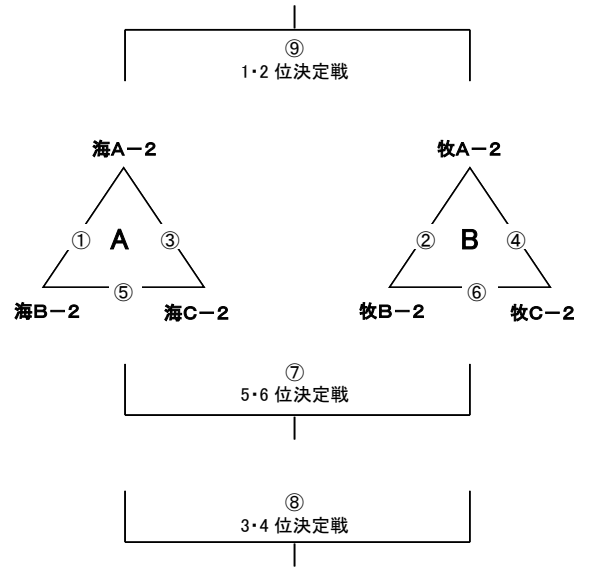 ⑨
1・2 位決定戦
海A－2
牧A－2
① A ③
② B ④
⑤
⑥
海B－2
海C－2
牧B－2
牧C－2
⑦
5・6 位決定戦
⑧
3・4 位決定戦